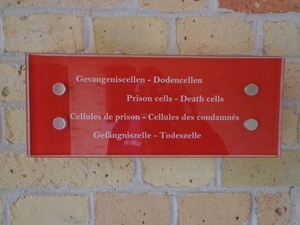 Gevangeniscellen - Dodencellen
Prison cells - Death cells
Cellules de prison - Cellules des condamnés
Gefängniszelle - Todeszelle